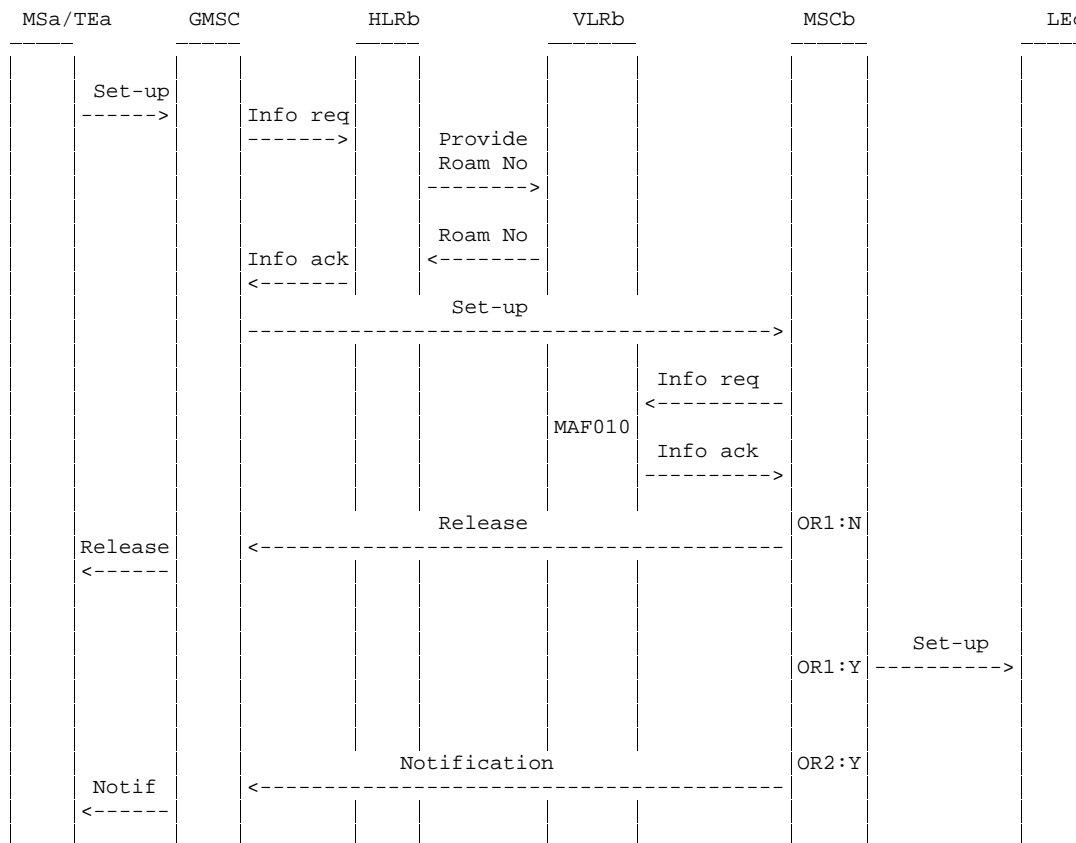 MSa/TEa GMSC HLRb VLRb MSCb
Set-up
------> Info req
-------> Provide
Roam No
-------->
Roam No
Info ack <--------
<-------
Set-up
----------------------------------------->
Info req
<-----------
MAF010
Info ack
----------->
Release OR1:N
Release <-----------------------------------------
<------
Set-up
OR1:Y ---------->
Notification OR2:Y
Notif <-----------------------------------------
<------